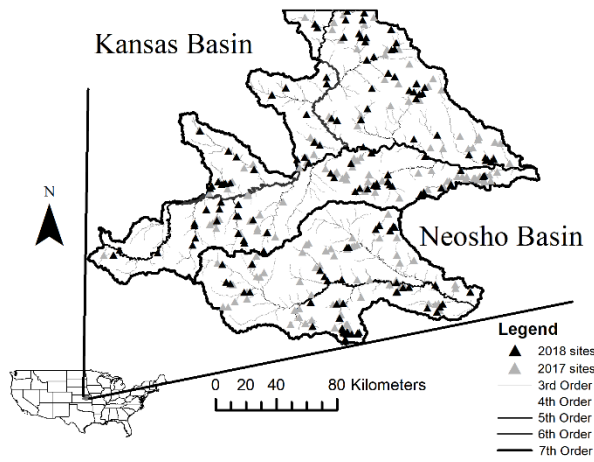 Kansas Basin
N
Neosho Basin
Legend
2018 sites
2017 sites
3rd Order
4th Order
5th Order
6th Order
7th Order
0 20 40 80 Kilometers